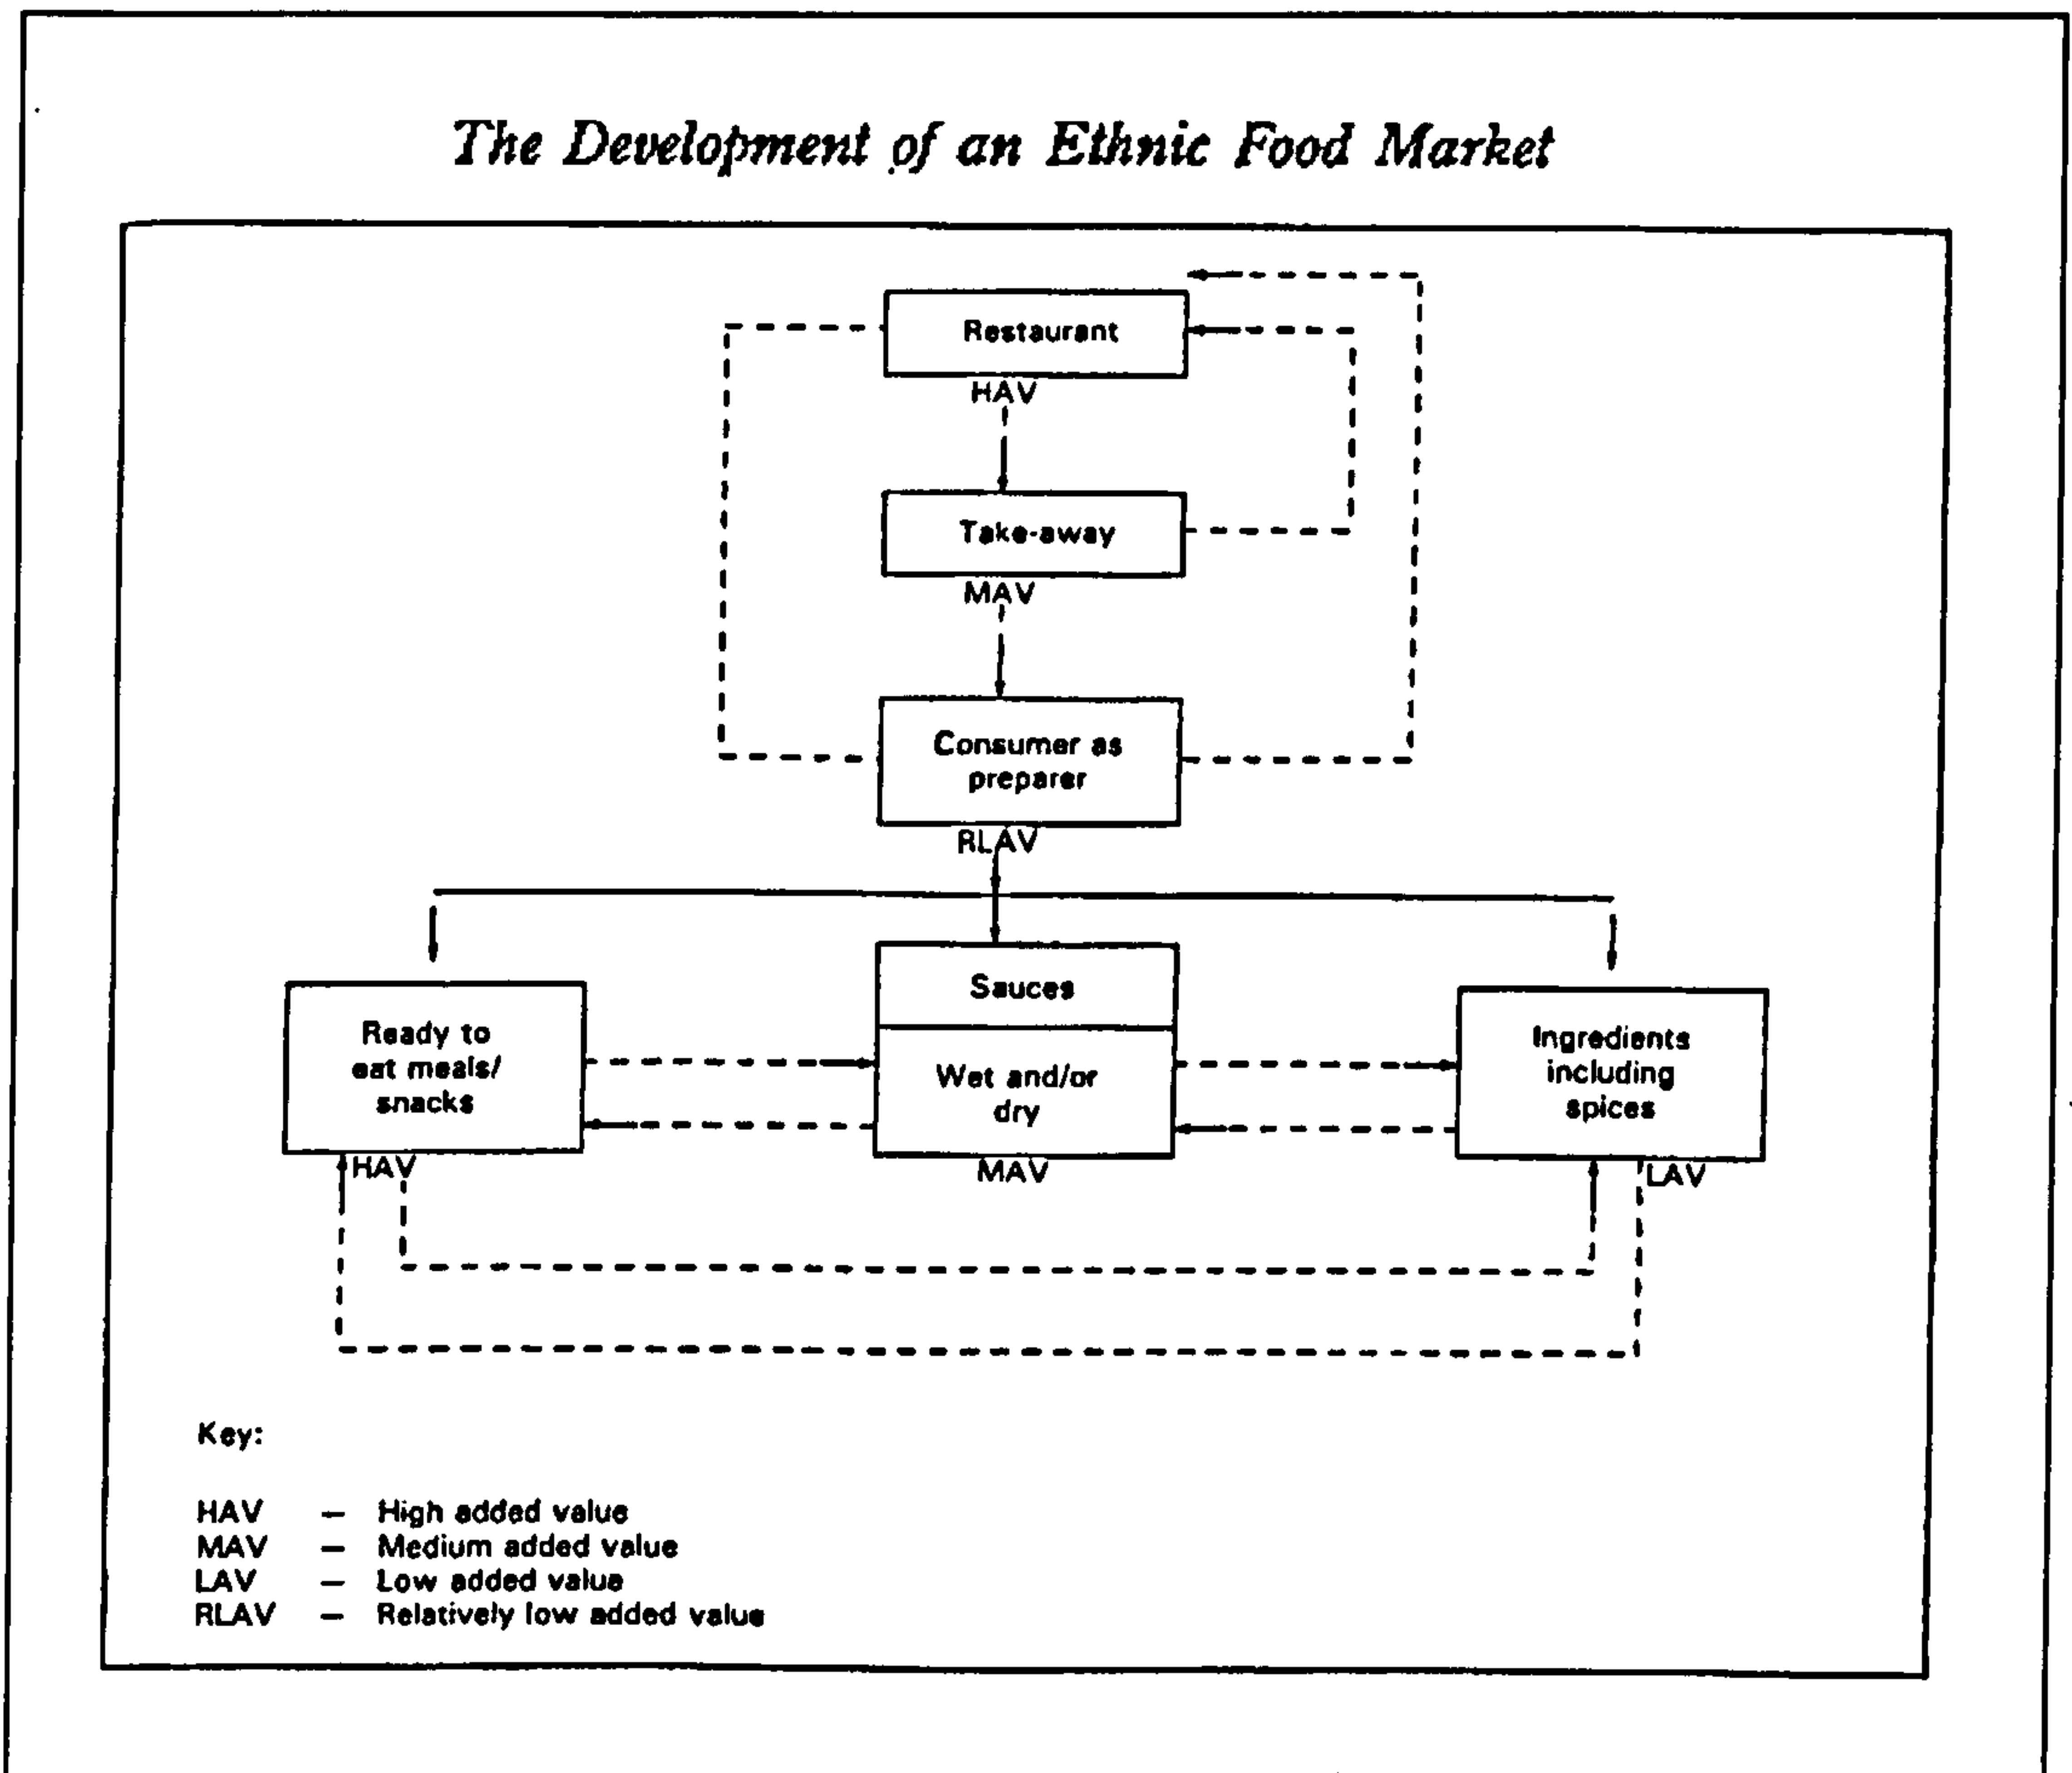 The Development of an Ethnic Food Market
Restaurant
HAV
Take-away
MAV
Consumer as
preparer
RLAV
Ready to
eat meals/
snacks
HAV
Sauces
Wet and/or
dry
MAV
Ingredients
including
spices
LAV
Key:
HAV – High added value
MAV – Medium added value
LAV – Low added value
RLAV – Relatively low added value